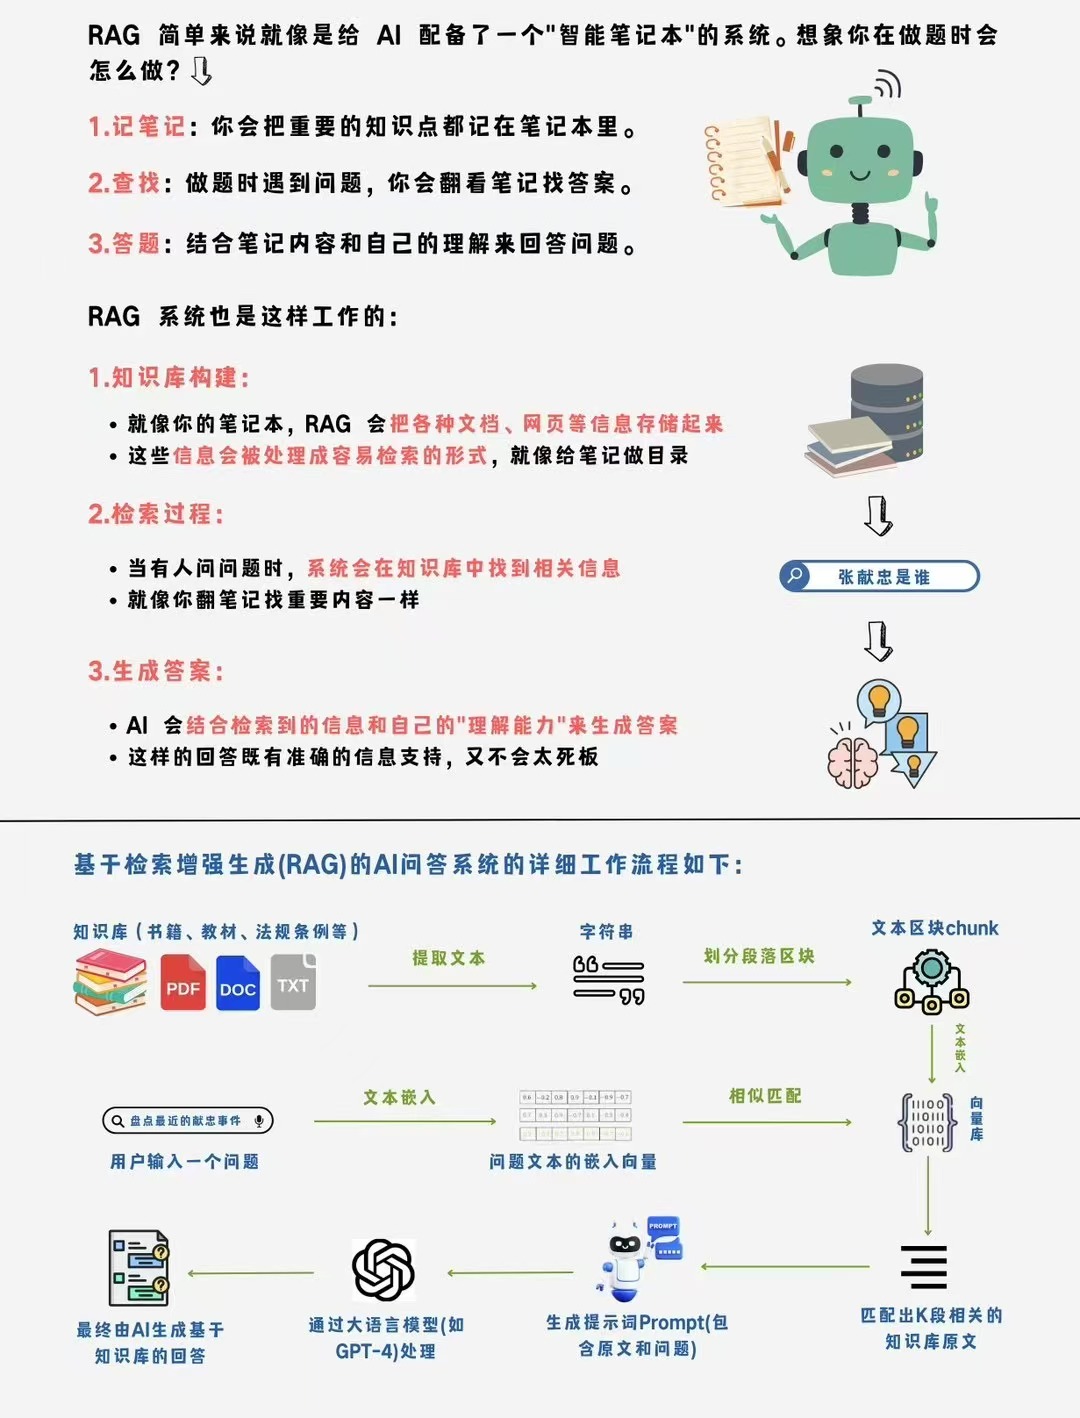 RAG 简单来说就像是给 AI 配备了一个"智能笔记本"的系统。想象你在做题时会
怎么做？
1.记笔记：你会把重要的知识点都记在笔记本里。
2.查找：做题时遇到问题，你会翻看笔记找答案。
3.答题：结合笔记内容和自己的理解来回答问题。
RAG 系统也是这样工作的：
1.知识库构建：
• 就像你的笔记本，RAG 会把各种文档、网页等信息存储起来
• 这些信息会被处理成容易检索的形式，就像给笔记做目录
2.检索过程：
• 当有人问问题时，系统会在知识库中找到相关信息
• 就像你翻笔记找重要内容一样
张献忠是谁
3.生成答案：
• AI 会结合检索到的信息和自己的"理解能力"来生成答案
• 这样的回答既有准确的信息支持，又不会太死板
基于检索增强生成(RAG)的AI问答系统的详细工作流程如下：
知识库（书籍、教材、法规条例等）
PDF
DOC
TXT
提取文本
字符串
划分段落区块
文本区块chunk
文本嵌入
盘点最近的献忠事件
用户输入一个问题
文本嵌入
0.6 -0.2 0.8 0.9 -0.1 -0.9 -0.7
问题文本的嵌入向量
相似匹配
11100
11011
10110
01011
向量库
匹配出K段相关的
知识库原文
PROMPT
生成提示词Prompt(包
含原文和问题)
通过大语言模型(如
GPT-4)处理
最终由AI生成基于
知识库的回答